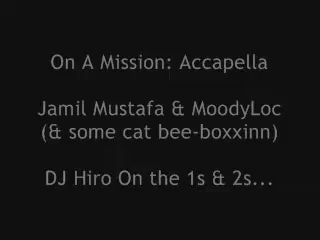 On A Mission: Accapella
Jamil Mustafa & MoodyLoc
(& some cat bee-boxxinn)
DJ Hiro On the 1s & 2s...